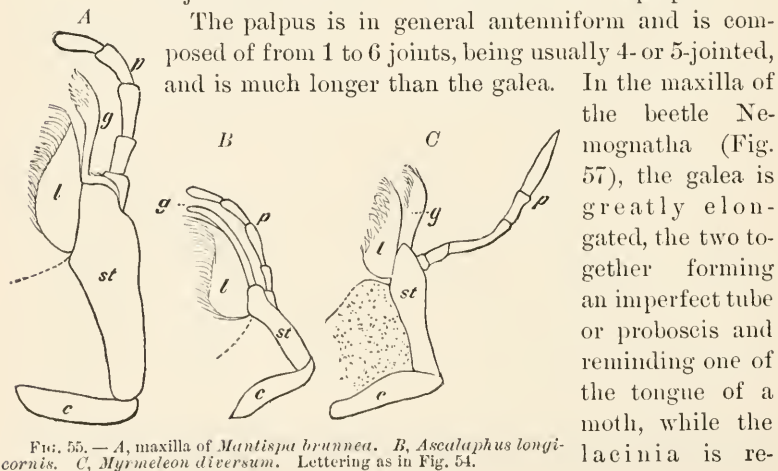 The palpus is in general antenniform and is com-
posed of from 1 to 6 joints, being usually 4- or 5-jointed,
and is much longer than the galea. In the maxilla of
the beetle Ne-
mognatha (Fig.
57), the galea is
greatly elon-
gated, the two to-
gether forming
an imperfect tube
or proboscis and
reminding one of
the tongue of a
moth, while the
lacinia is re-
A
p
g
l
st
c
B
g
p
l
st
c
C
g
p
l
st
c
FIG. 55. — A, maxilla of Mantispa brunnea. B, Ascalaphus longi-
cornis. C, Myrmeleon diversum. Lettering as in Fig. 54.